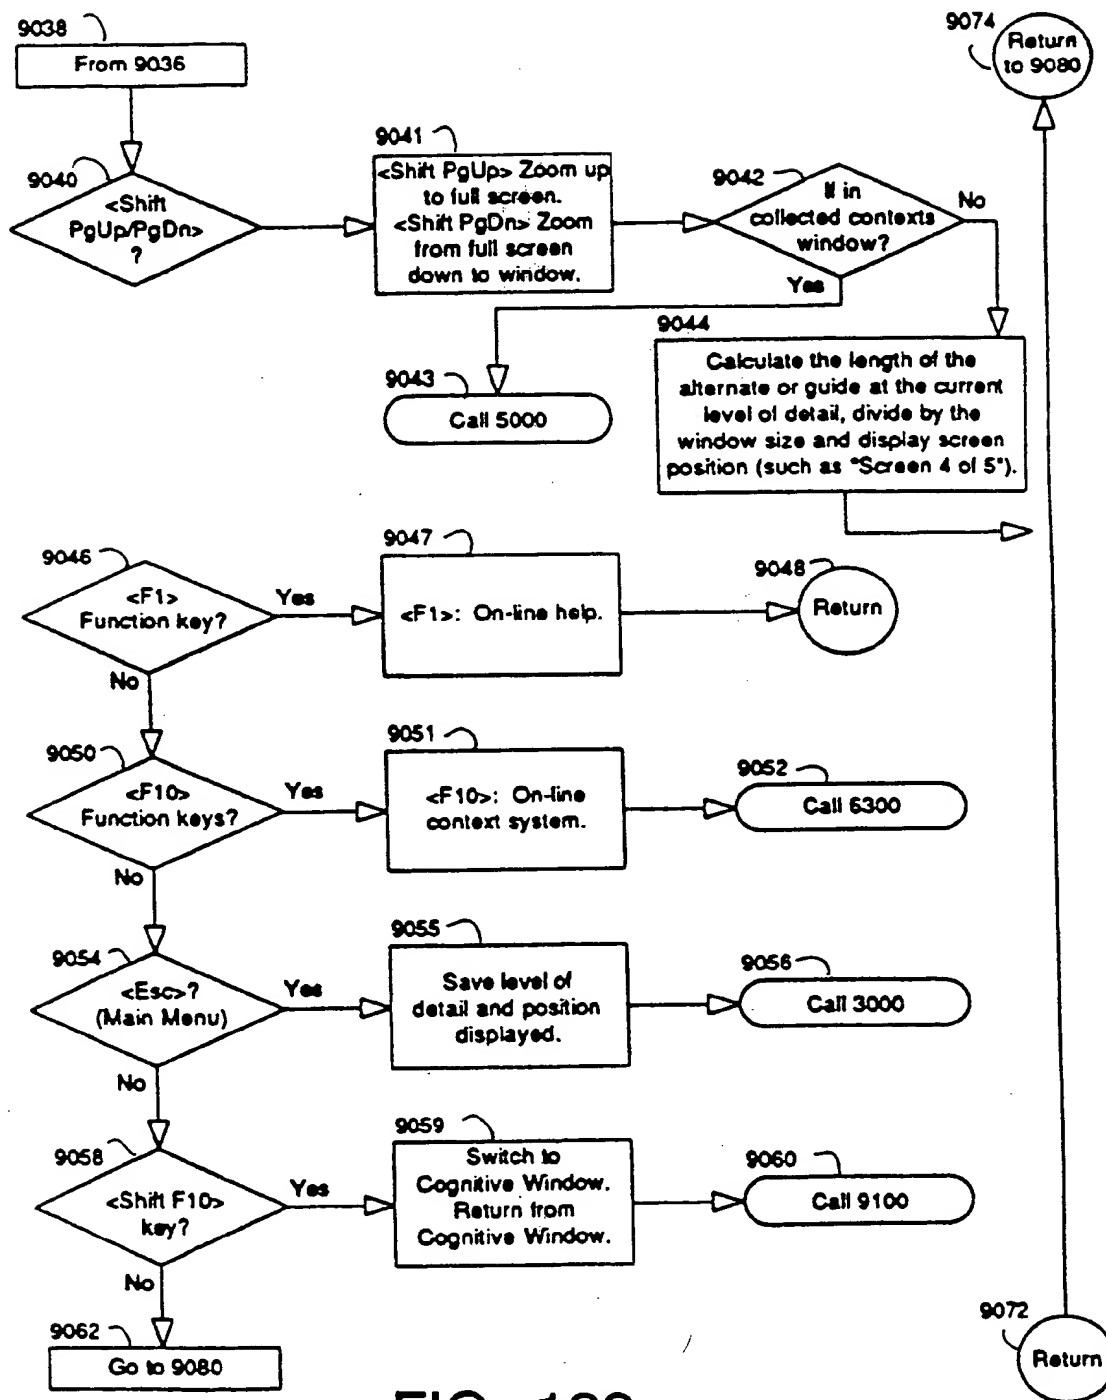 9038
From 9036
9074
Return
to 9080
9040
<Shift
PgUp/PgDn>
?
9041
<Shift PgUp> Zoom up
to full screen.
<Shift PgDn> Zoom
from full screen
down to window.
9042
If in
collected contexts
window?
No
Yes
9043
Call 5000
9044
Calculate the length of the
alternate or guide at the current
level of detail, divide by the
window size and display screen
position (such as "Screen 4 of 5").
9046
<F1>
Function key?
Yes
No
9047
<F1>: On-line help.
9048
Return
9050
<F10>
Function keys?
Yes
No
9051
<F10>: On-line
context system.
9052
Call 6300
9054
<Esc>?
(Main Menu)
Yes
No
9055
Save level of
detail and position
displayed.
9056
Call 3000
9058
<Shift F10>
key?
Yes
No
9059
Switch to
Cognitive Window.
Return from
Cognitive Window.
9060
Call 9100
9062
Go to 9080
9072
Return